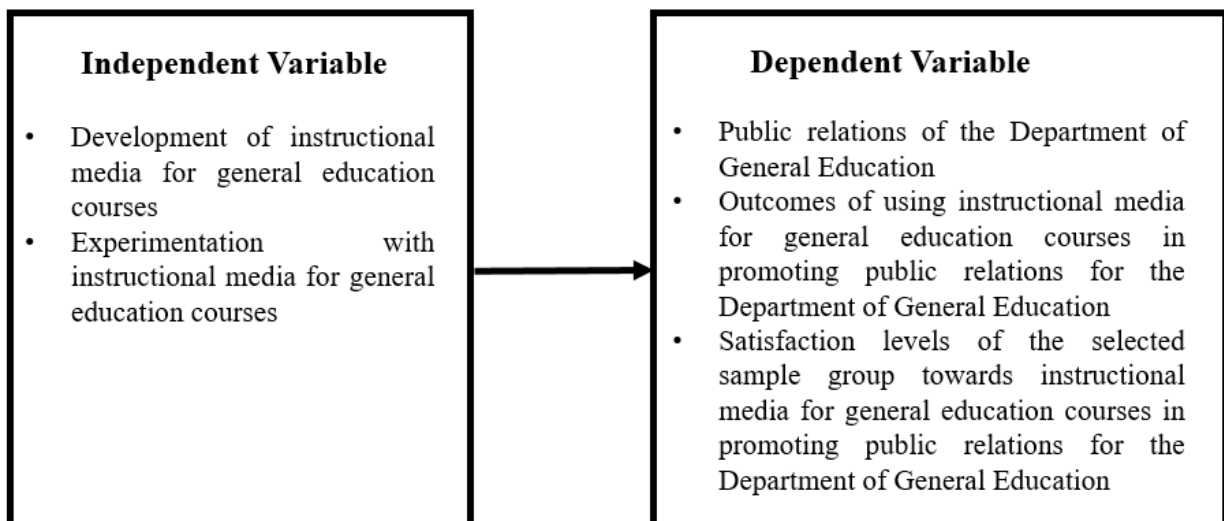 Independent Variable
• Development of instructional
media for general education
courses
• Experimentation with
instructional media for general
education courses
Dependent Variable
• Public relations of the Department of
General Education
• Outcomes of using instructional media
for general education courses in
promoting public relations for the
Department of General Education
• Satisfaction levels of the selected
sample group towards instructional
media for general education courses in
promoting public relations for the
Department of General Education